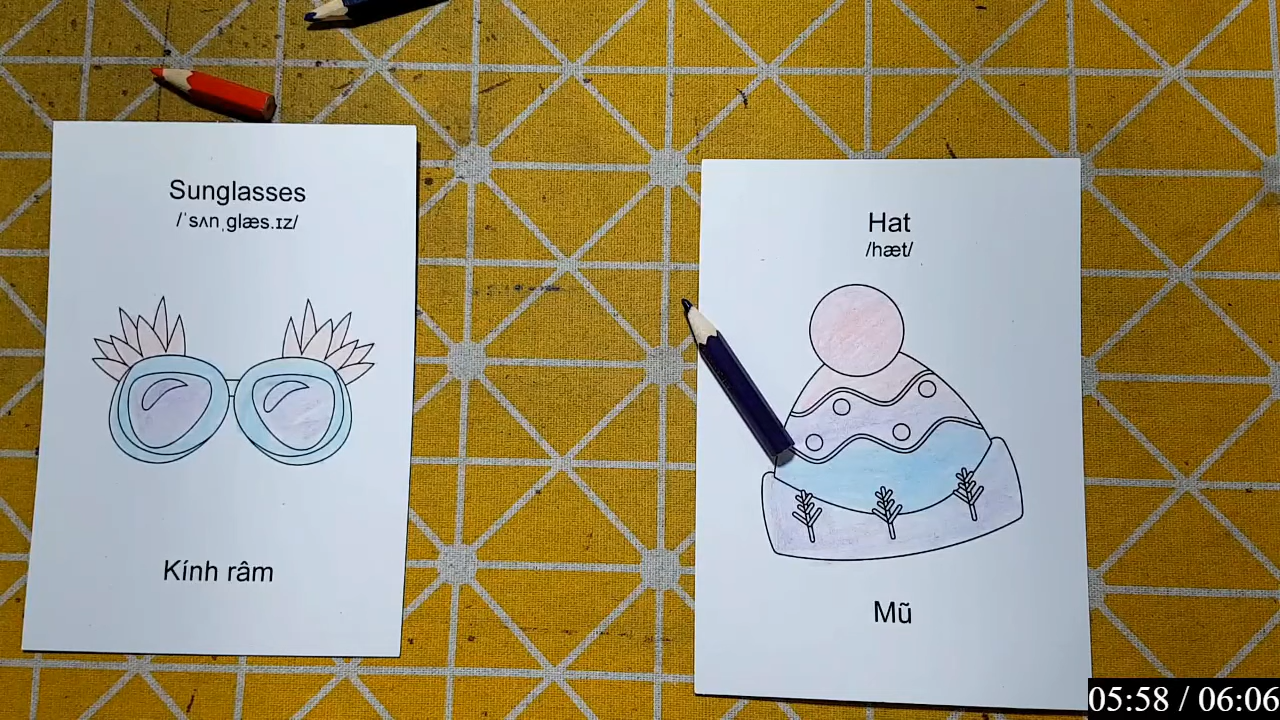 Sunglasses
/ˈsʌnˌɡlæs.ɪz/
Kính râm
Hat
/hæt/
Mũ
05:58 / 06:06